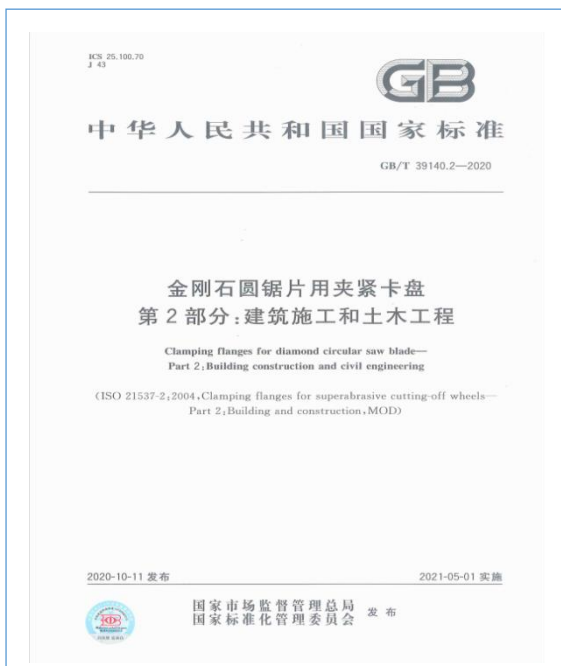 ICS 25.100.70
J 43
GB
中华人民共和国国家标准
GB/T 39140.2—2020
金刚石圆锯片用夹紧卡盘
第2部分:建筑施工和土木工程
Clamping flanges for diamond circular saw blade—
Part 2:Building construction and civil engineering
(ISO 21537-2:2004,Clamping flanges for superabrasive cutting-off wheels—
Part 2:Building and construction,MOD)
2020-10-11 发布
2021-05-01 实施
国家市场监督管理总局
国家标准化管理委员会
发布